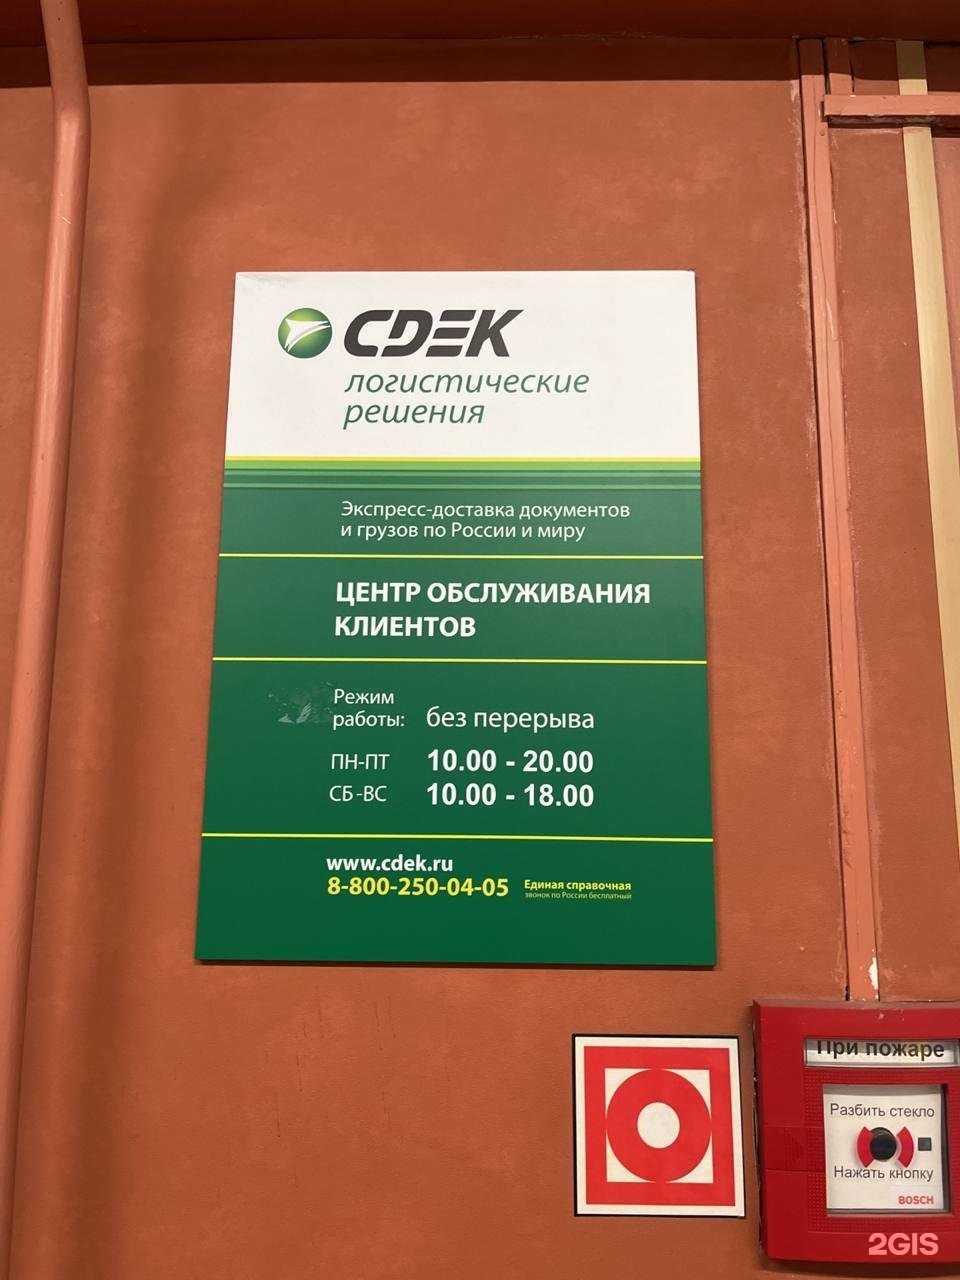 CDEK
логистические
решения
Экспресс-доставка документов
и грузов по России и миру
ЦЕНТР ОБСЛУЖИВАНИЯ
КЛИЕНТОВ
Режим
работы: без перерыва
ПН-ПТ 10.00 - 20.00
СБ-ВС 10.00 - 18.00
www.cdek.ru
8-800-250-04-05 Единая справочная
звонок по России бесплатный
При пожаре
Разбить стекло
Нажать кнопку
BOSCH
2GIS